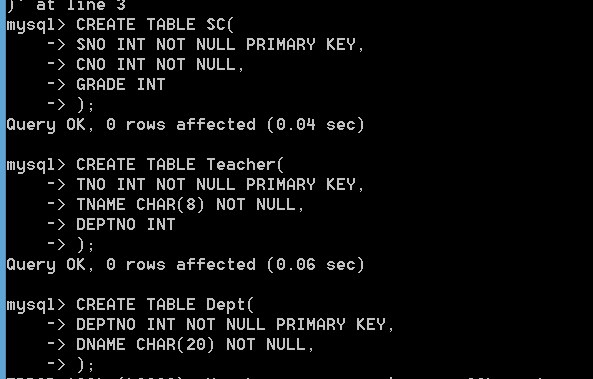 )' at line 3
mysql> CREATE TABLE SC(
    -> SNO INT NOT NULL PRIMARY KEY,
    -> CNO INT NOT NULL,
    -> GRADE INT
    -> );
Query OK, 0 rows affected (0.04 sec)

mysql> CREATE TABLE Teacher(
    -> TNO INT NOT NULL PRIMARY KEY,
    -> TNAME CHAR(8) NOT NULL,
    -> DEPTNO INT
    -> );
Query OK, 0 rows affected (0.06 sec)

mysql> CREATE TABLE Dept(
    -> DEPTNO INT NOT NULL PRIMARY KEY,
    -> DNAME CHAR(20) NOT NULL,
    -> );